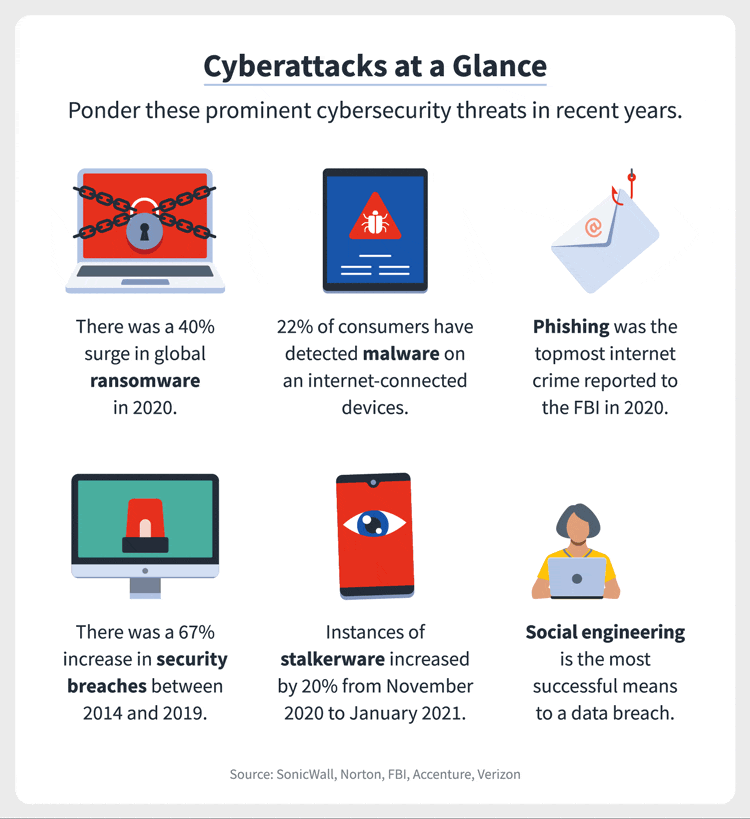 Cyberattacks at a Glance
Ponder these prominent cybersecurity threats in recent years.
@
There was a 40%
surge in global
ransomware
in 2020.
22% of consumers have
detected malware on
an internet-connected
devices.
Phishing was the
topmost internet
crime reported to
the FBI in 2020.
There was a 67%
increase in security
breaches between
2014 and 2019.
Instances of
stalkerware increased
by 20% from November
2020 to January 2021.
Social engineering
is the most
successful means
to a data breach.
Source: SonicWall, Norton, FBI, Accenture, Verizon